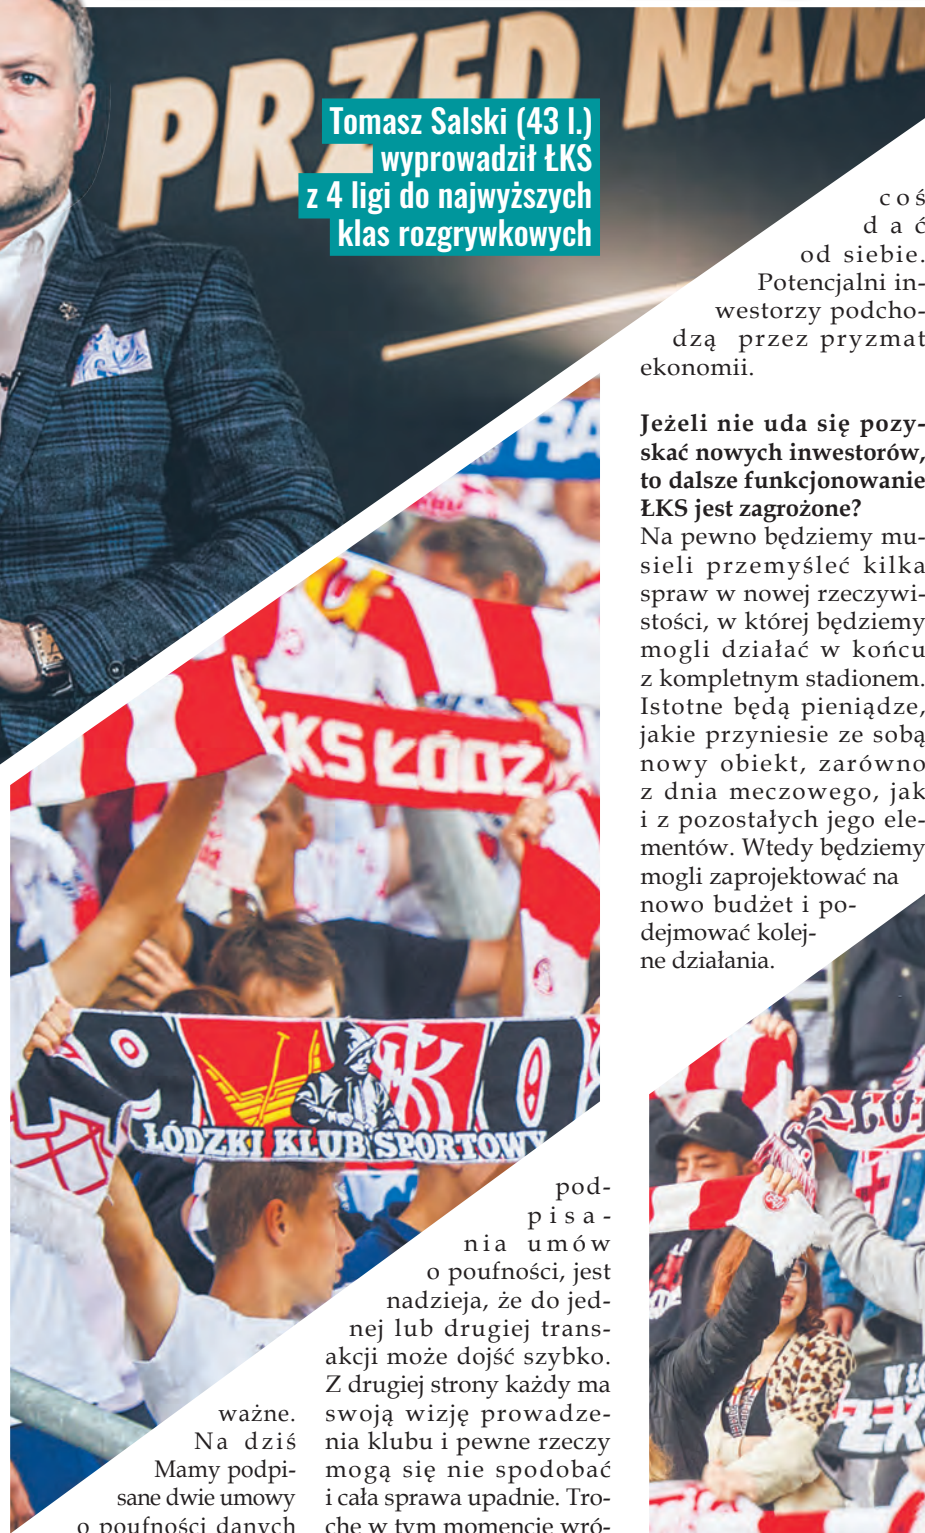 PRZED NAM
Tomasz Salski (43 l.)
wyprowadził ŁKS
z 4 ligi do najwyższych
klas rozgrywkowych
ŁKS ŁÓDŹ
ŁÓDZKI KLUB SPORTOWY
ważne.
Na dziś
Mamy podpi-
sane dwie umowy
o poufności danych
pod-
pisa-
nia umów
o poufności, jest
nadzieja, że do jed-
nej lub drugiej trans-
akcji może dojść szybko.
Z drugiej strony każdy ma
swoją wizję prowadze-
nia klubu i pewne rzeczy
mogą się nie spodobać
i cała sprawa upadnie. Tro-
chę w tym momencie wró-
coś
dać
od siebie.
Potencjalni in-
westorzy podcho-
dzą przez pryzmat
ekonomii.
Jeżeli nie uda się pozy-
skać nowych inwestorów,
to dalsze funkcjonowanie
ŁKS jest zagrożone?
Na pewno będziemy mu-
sieli przemyśleć kilka
spraw w nowej rzeczywi-
stości, w której będziemy
mogli działać w końcu
z kompletnym stadionem.
Istotne będą pieniądze,
jakie przyniesie ze sobą
nowy obiekt, zarówno
z dnia meczowego, jak
i z pozostałych jego ele-
mentów. Wtedy będziemy
mogli zaprojektować na
nowo budżet i po-
dejmować kolej-
ne działania.